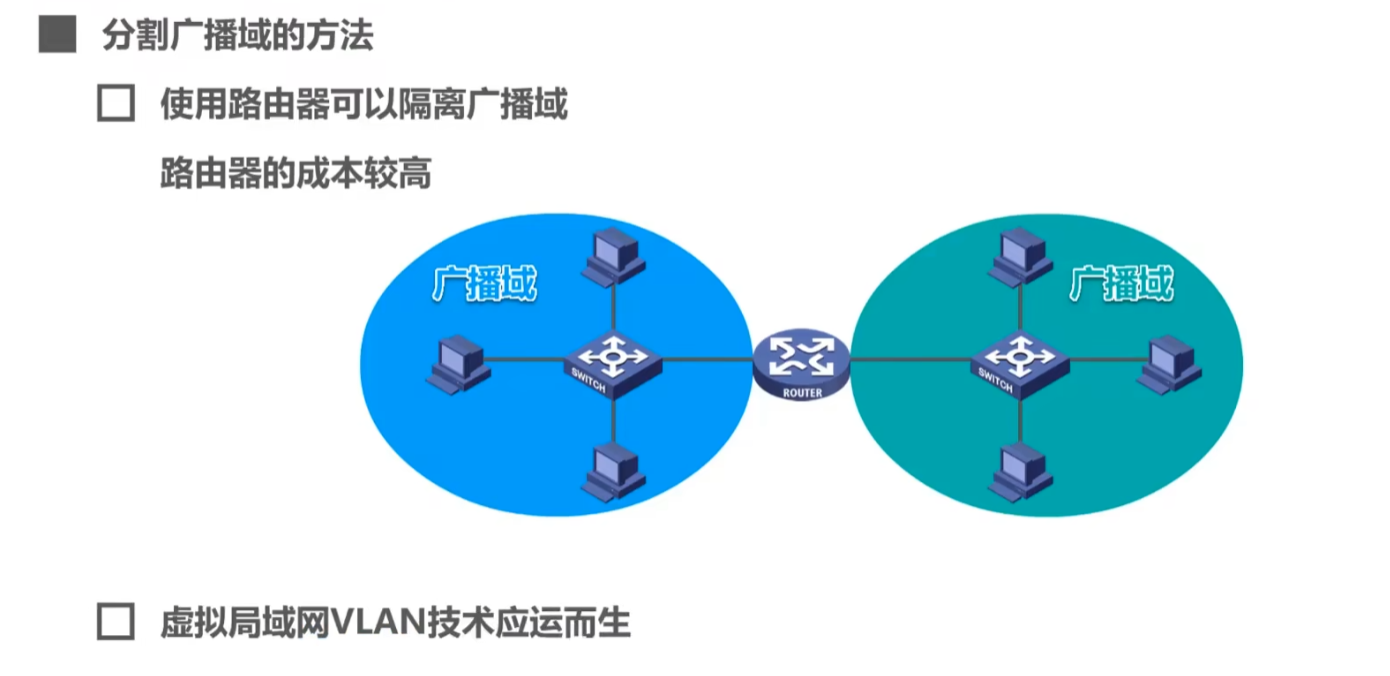 分割广播域的方法
使用路由器可以隔离广播域
路由器的成本较高
广播域
广播域
SWITCH
ROUTER
SWITCH
虚拟局域网VLAN技术应运而生